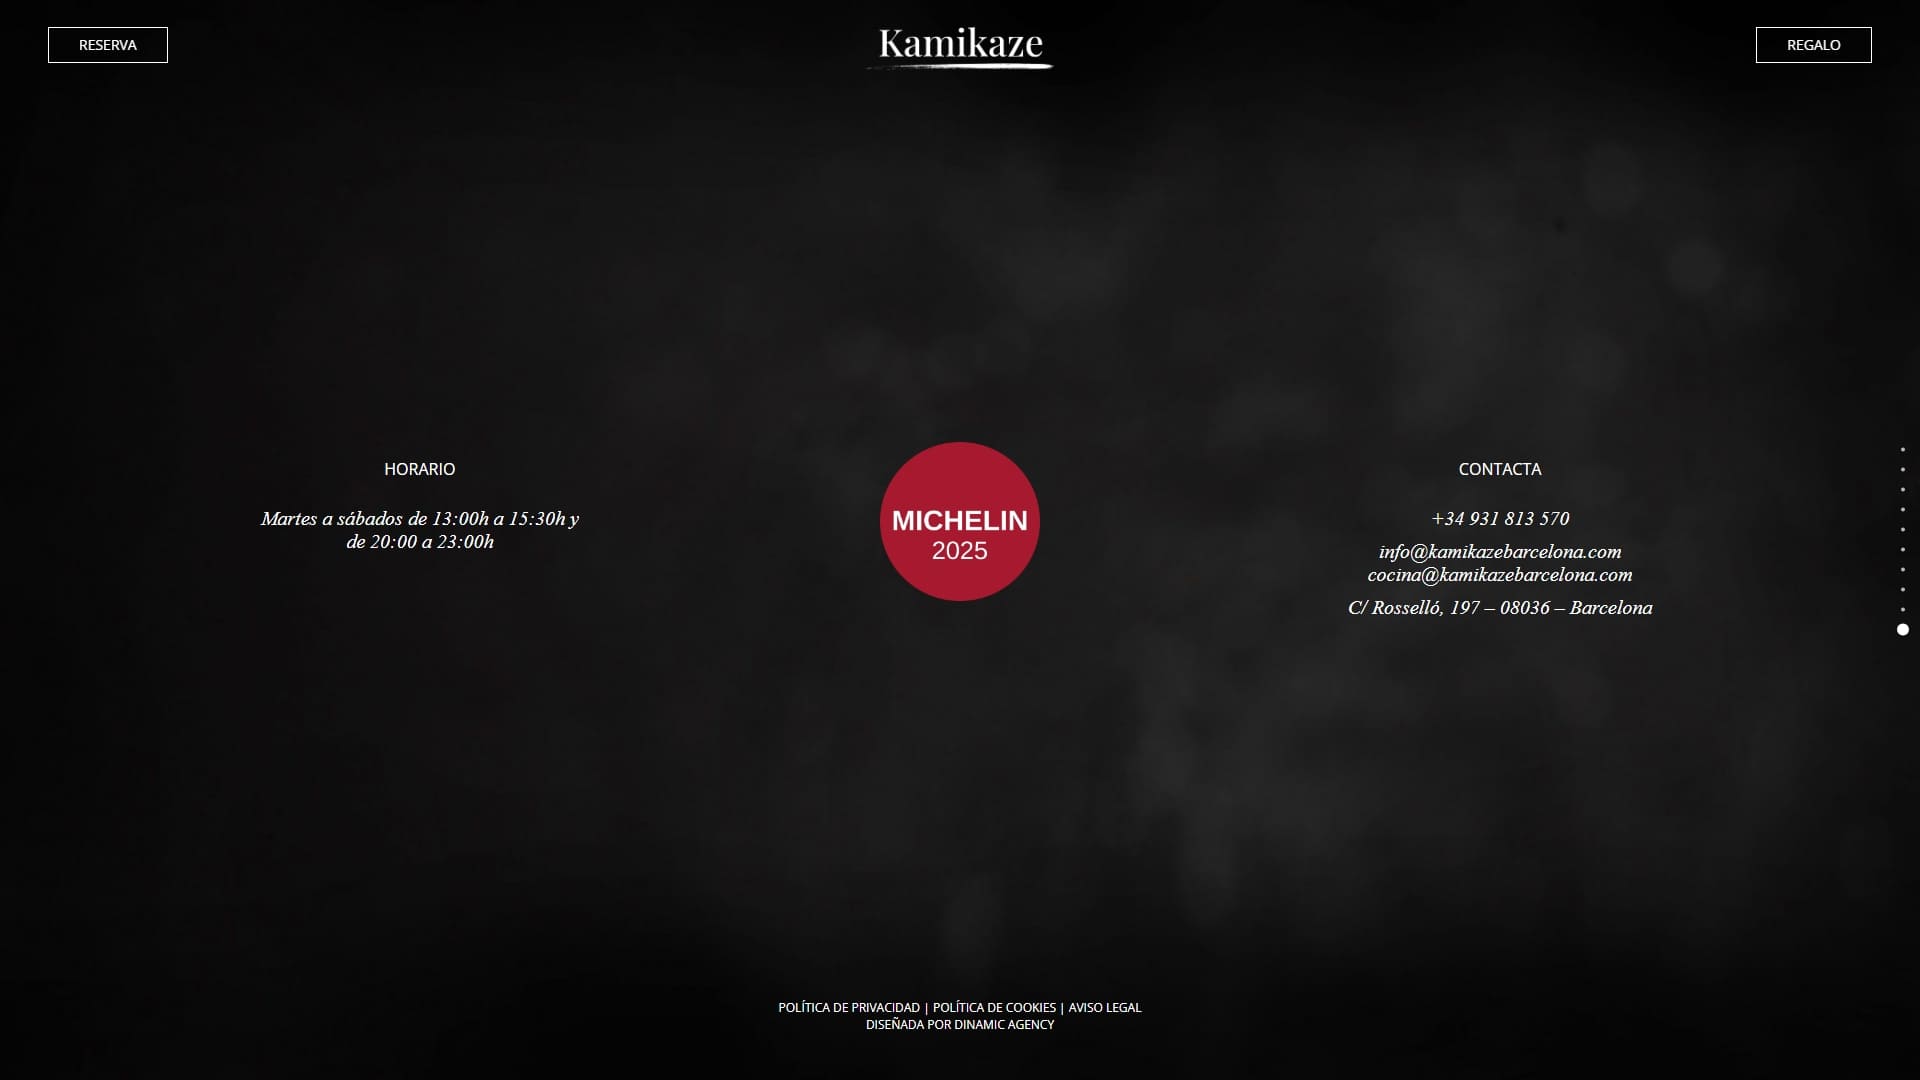 RESERVA
Kamikaze
REGALO
HORARIO
Martes a sábados de 13:00h a 15:30h y
de 20:00 a 23:00h
MICHELIN
2025
CONTACTA
+34 931 813 570
info@kamikazebarcelona.com
cocina@kamikazebarcelona.com
C/ Rosselló, 197 – 08036 – Barcelona
POLÍTICA DE PRIVACIDAD | POLÍTICA DE COOKIES | AVISO LEGAL
DISEÑADA POR DINAMIC AGENCY